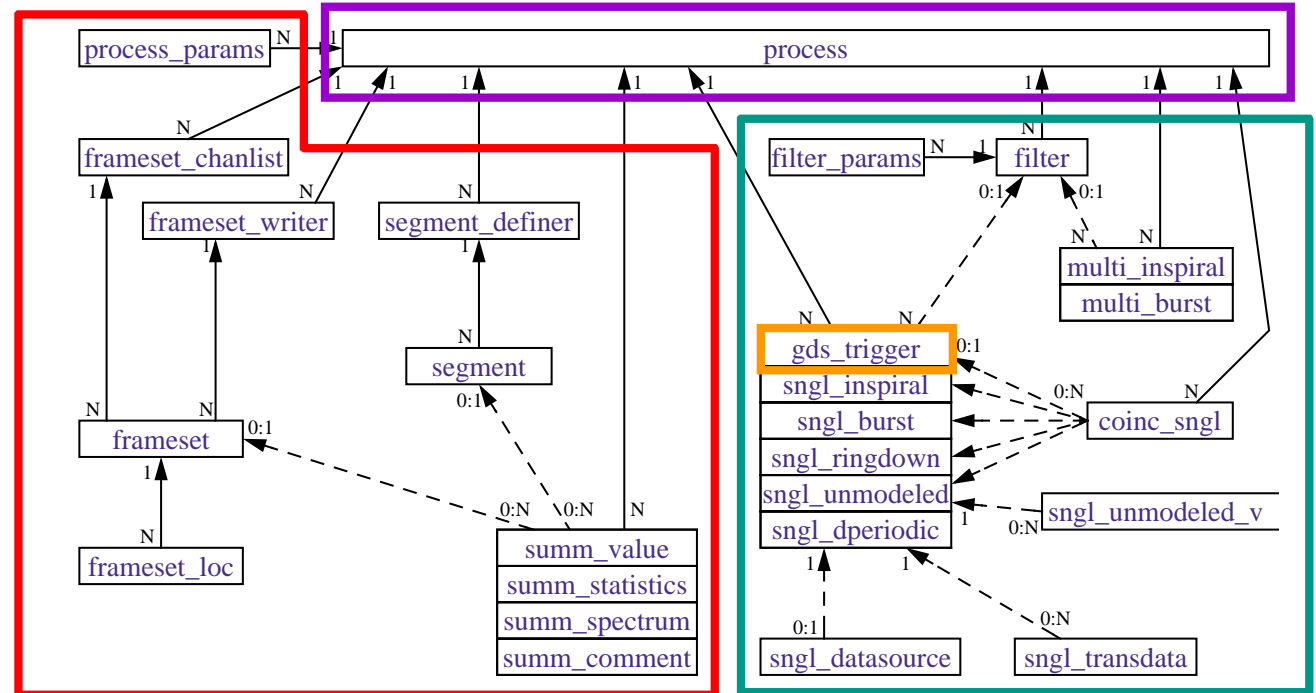 process_params
N
1
process
1
1
1
1
1
1
1
1
N
frameset_chanlist
1
N
frameset_writer
1
N
segment_definer
1
filter_params
N
1
N
filter
0:1
0:1
N
N
multi_inspiral
multi_burst
N
segment
0:1
N
N
gds_trigger
0:1
sngl_inspiral
sngl_burst
sngl_ringdown
sngl_unmodeled
sngl_dperiodic
0:N
N
coinc_sngl
N
N
frameset
0:1
1
N
frameset_loc
0:N
0:N
N
summ_value
summ_statistics
summ_spectrum
summ_comment
1
0:N
sngl_unmodeled_v
1
1
0:1
sngl_datasource
0:N
sngl_transdata